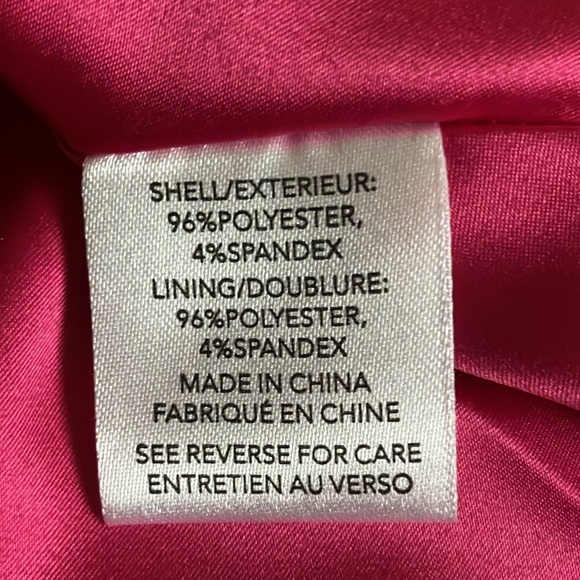 SHELL/EXTERIEUR:
96%POLYESTER,
4%SPANDEX
LINING/DOUBLURE:
96%POLYESTER,
4%SPANDEX
MADE IN CHINA
FABRIQUÉ EN CHINE
SEE REVERSE FOR CARE
ENTRETIEN AU VERSO